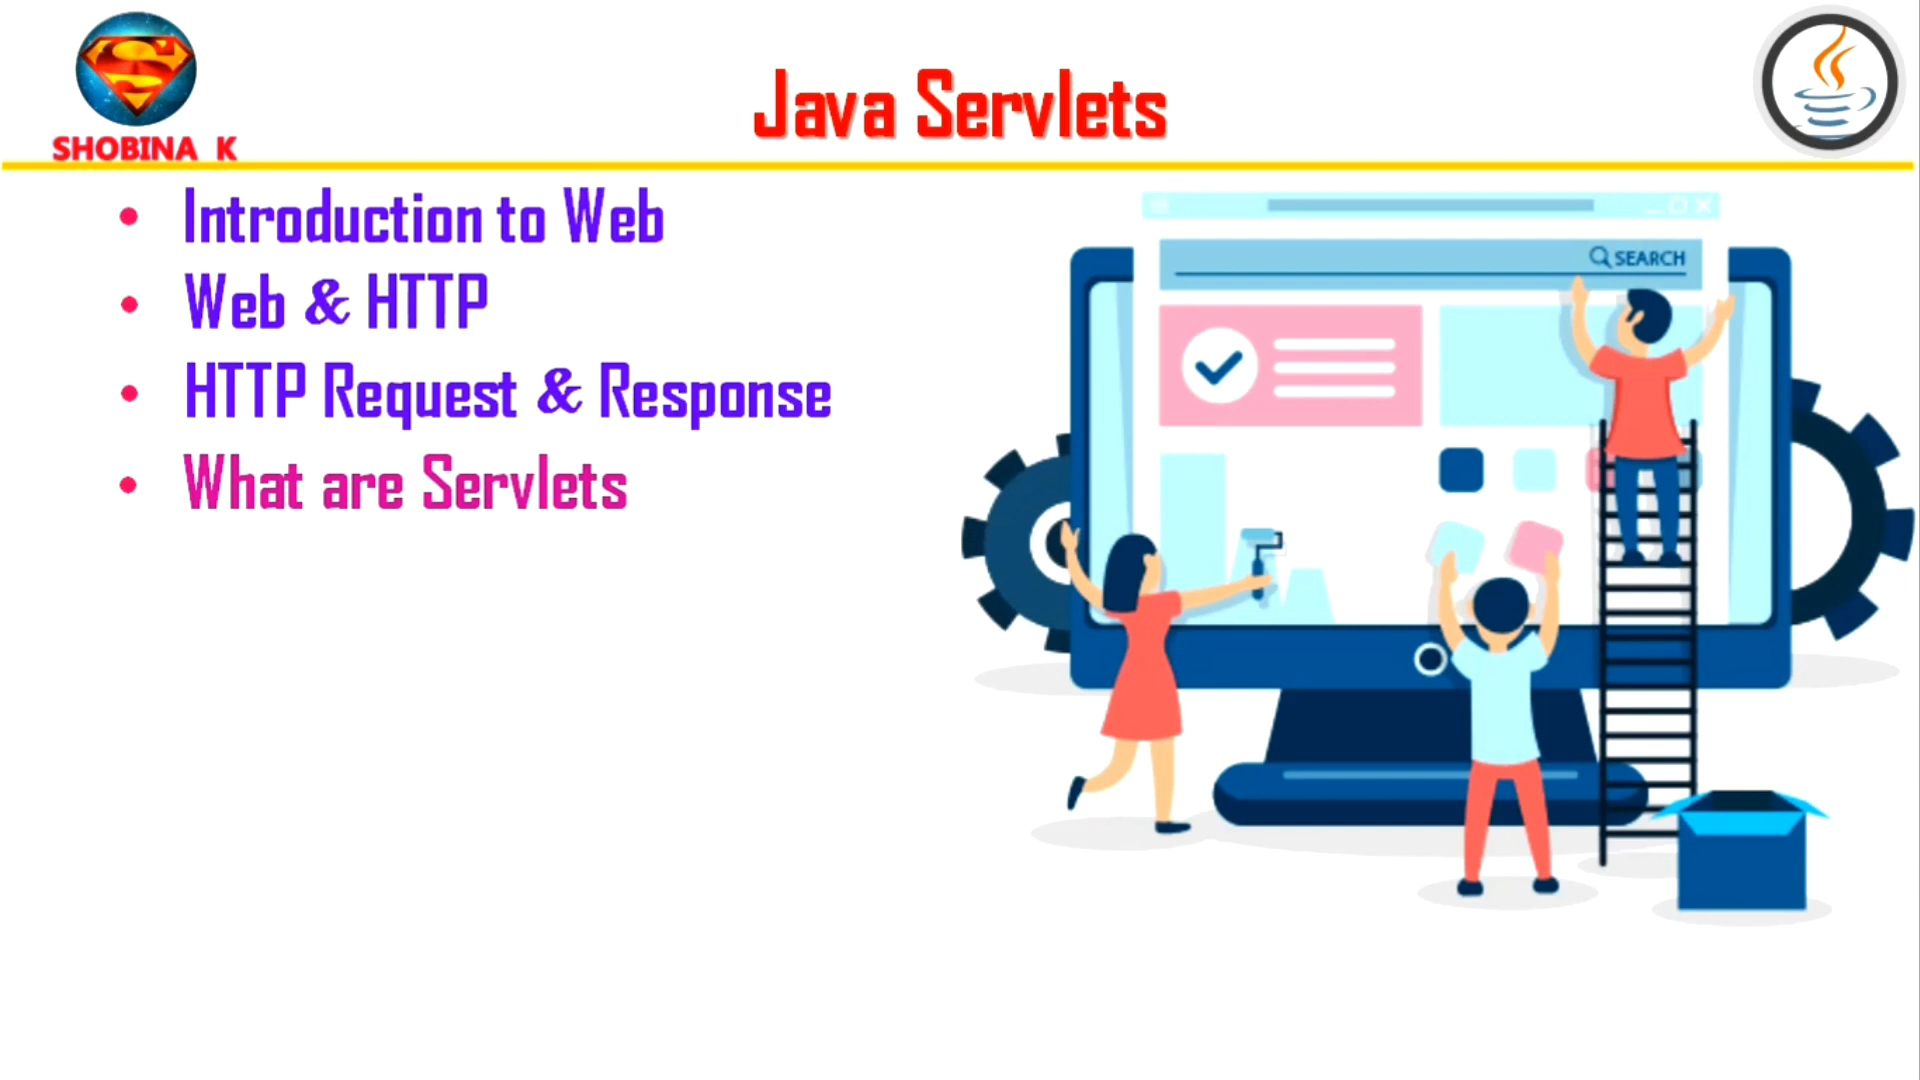 SHOBINA K
Java Servlets
• Introduction to Web
• Web & HTTP
• HTTP Request & Response
• What are Servlets
SEARCH